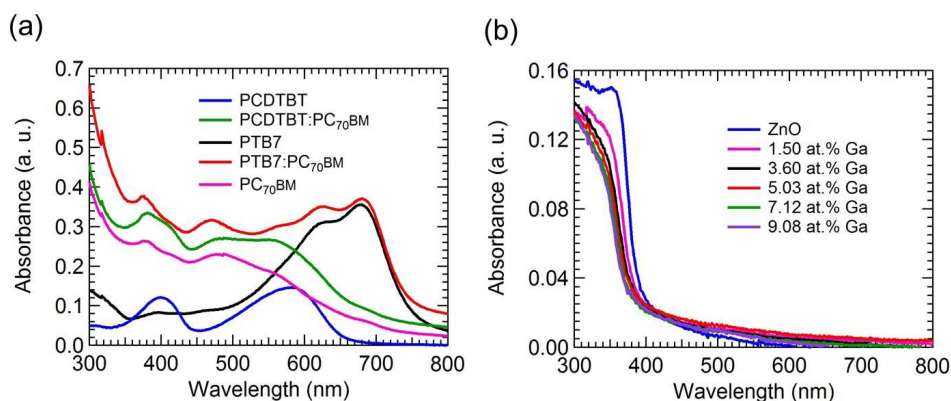 (a)
Absorbance (a. u.)
0.7
0.6
0.5
0.4
0.3
0.2
0.1
0.0
PCDTBT
PCDTBT:PC₇₀BM
PTB7
PTB7:PC₇₀BM
PC₇₀BM
300 400 500 600 700 800
Wavelength (nm)
(b)
Absorbance (a. u.)
0.16
0.12
0.08
0.04
0.00
ZnO
1.50 at.% Ga
3.60 at.% Ga
5.03 at.% Ga
7.12 at.% Ga
9.08 at.% Ga
300 400 500 600 700 800
Wavelength (nm)